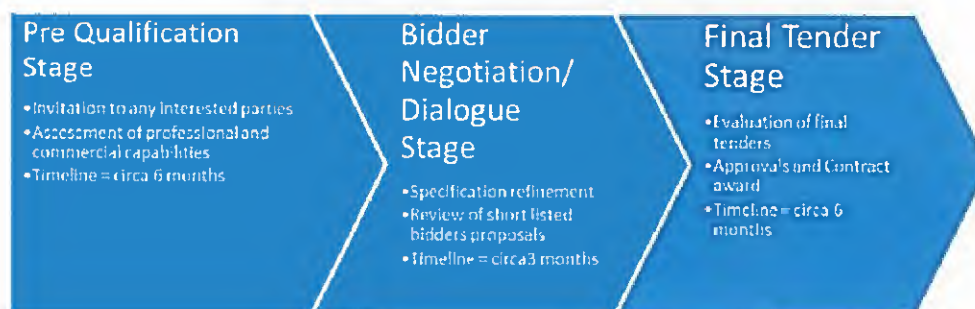 Pre Qualification
Stage
•Invitation to any interested parties
•Assessment of professional and
commercial capabilities
•Timeline = circa 6 months
Bidder
Negotiation/
Dialogue
Stage
•Specification refinement
•Review of short listed
bidders proposals
•Timeline = circa3 months
Final Tender
Stage
•Evaluation of final
tenders
•Approvals and Contract
award
•Timeline = circa 6
months